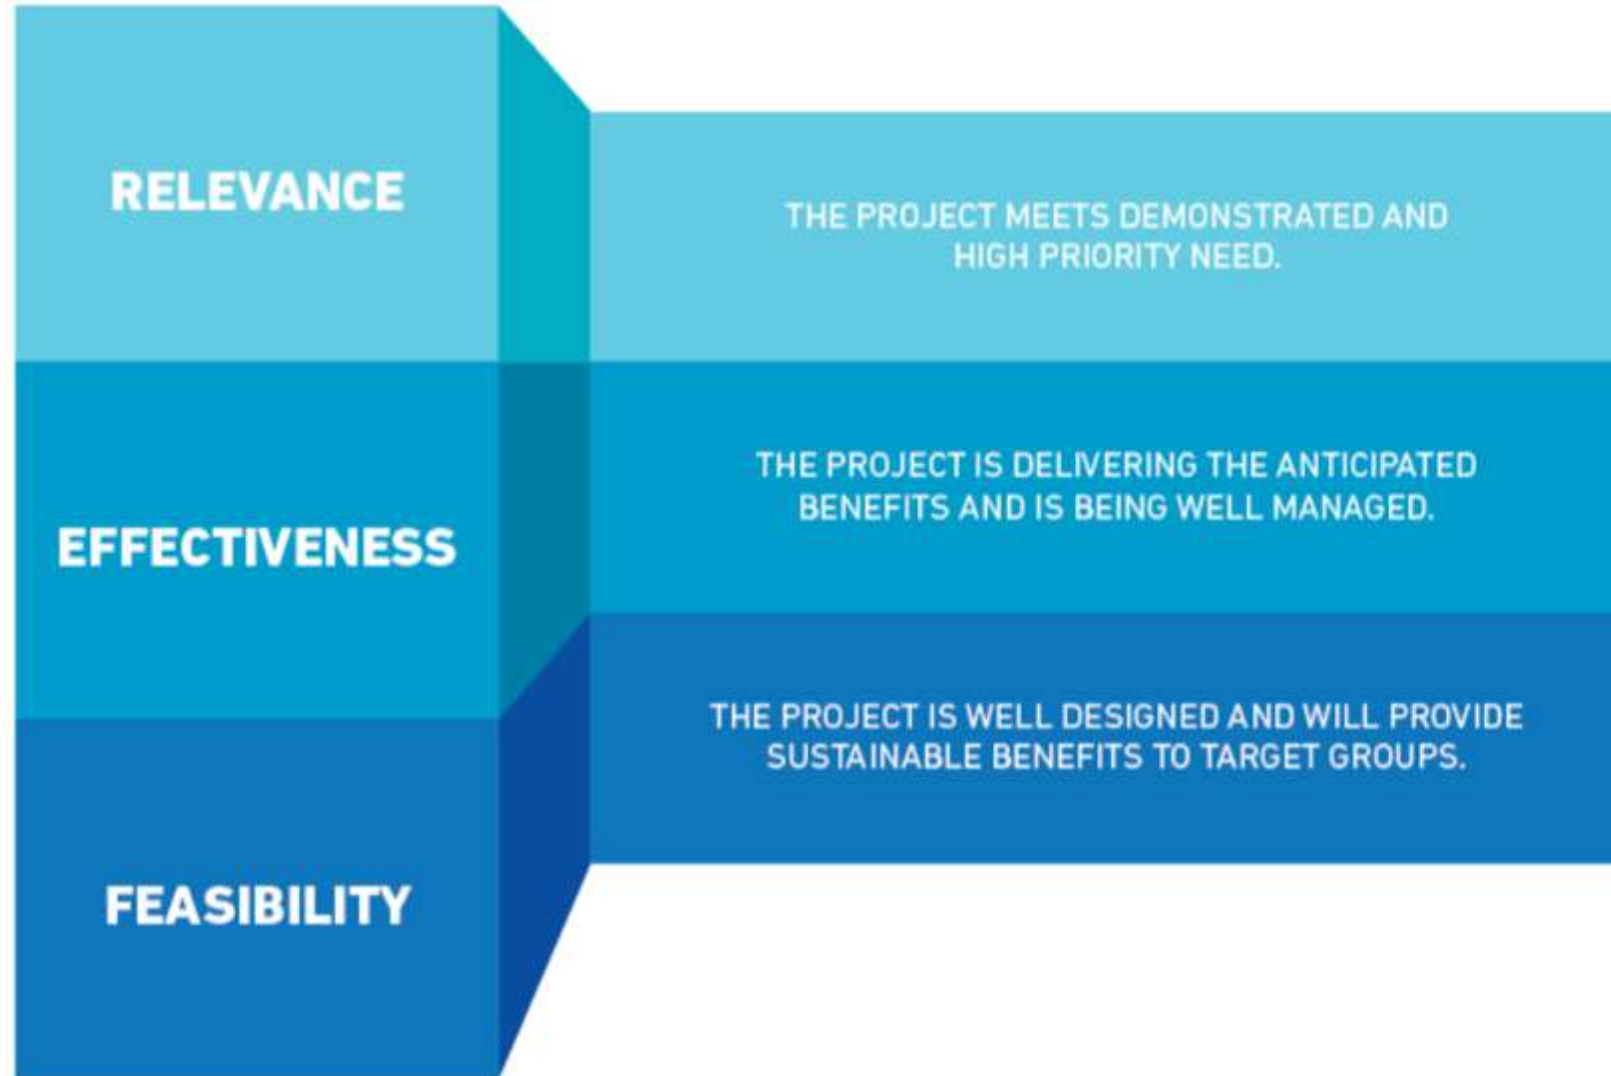 RELEVANCE
THE PROJECT MEETS DEMONSTRATED AND
HIGH PRIORITY NEED.
EFFECTIVENESS
THE PROJECT IS DELIVERING THE ANTICIPATED
BENEFITS AND IS BEING WELL MANAGED.
FEASIBILITY
THE PROJECT IS WELL DESIGNED AND WILL PROVIDE
SUSTAINABLE BENEFITS TO TARGET GROUPS.